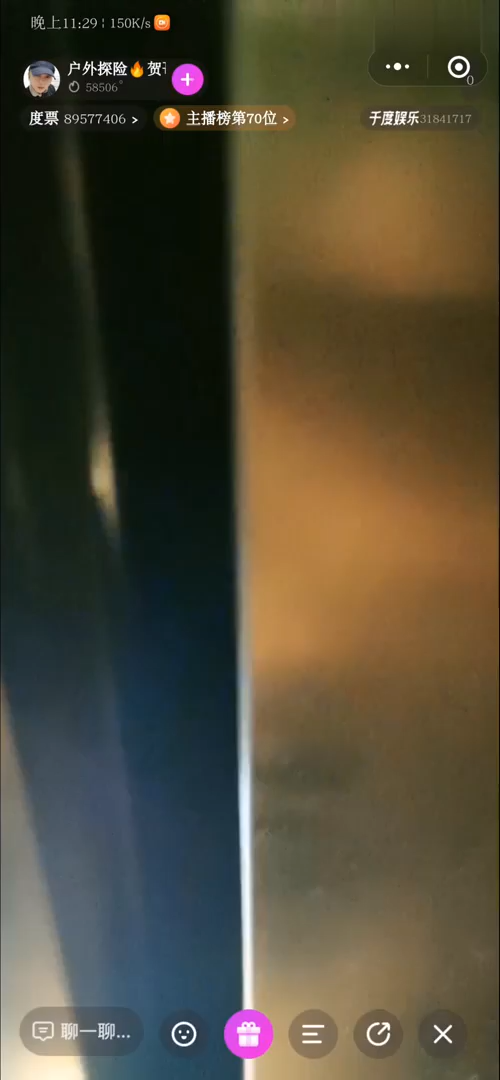 晚上11:29 | 150K/s
户外探险🔥贺
58506°
度票 89577406 >
主播榜第70位 >
千度娱乐31841717
0
聊一聊...